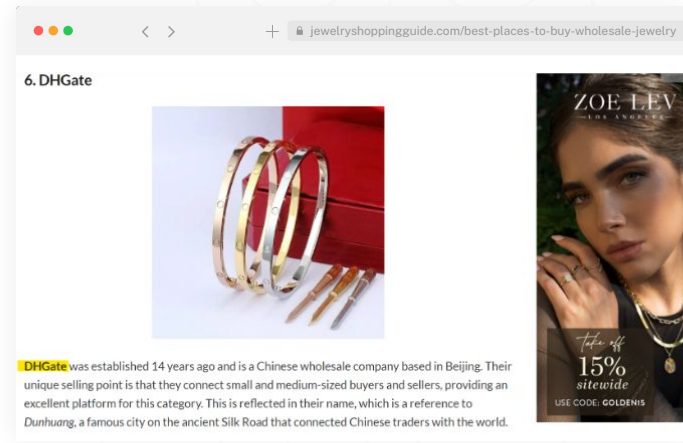 jewelryshoppingguide.com/best-places-to-buy-wholesale-jewelry
6. DHGate
ZOE LEV
LOS ANGELES
DHGate was established 14 years ago and is a Chinese wholesale company based in Beijing. Their
unique selling point is that they connect small and medium-sized buyers and sellers, providing an
excellent platform for this category. This is reflected in their name, which is a reference to
Dunhuang, a famous city on the ancient Silk Road that connected Chinese traders with the world.
Take off
15%
sitewide
USE CODE: GOLDEN15